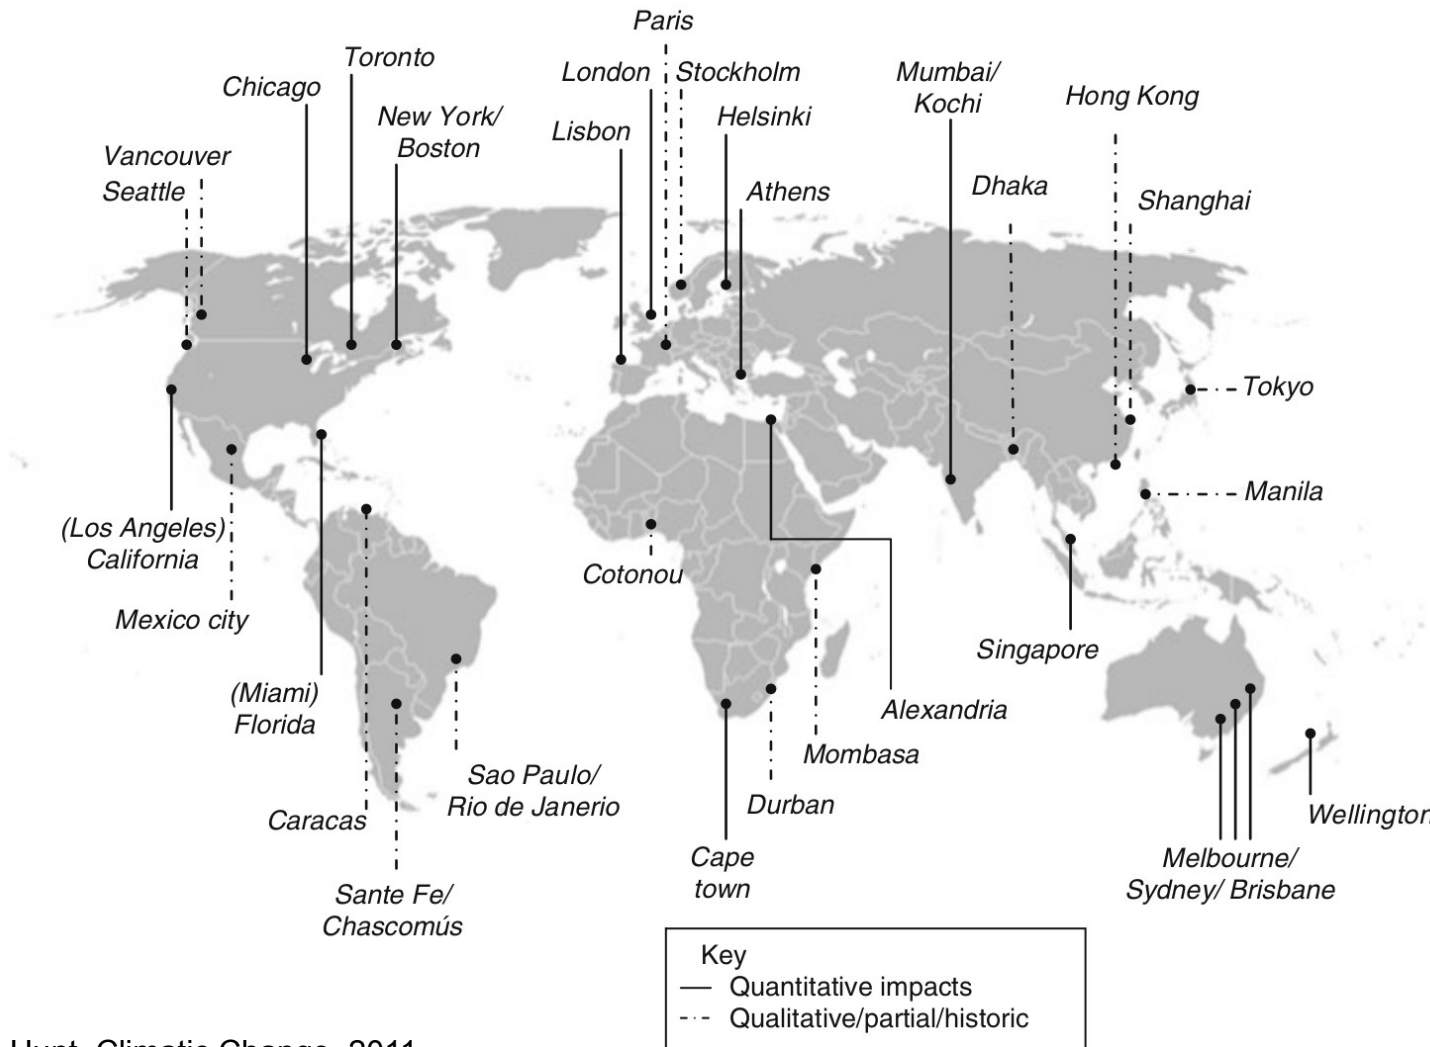 Paris
Toronto
London
Stockholm
Mumbai/
Kochi
Chicago
Hong Kong
New York/
Boston
Lisbon
Helsinki
Vancouver
Seattle
Athens
Dhaka
Shanghai
Tokyo
Manila
(Los Angeles)
California
Cotonou
Mexico city
Singapore
(Miami)
Florida
Alexandria
Mombasa
Sao Paulo/
Rio de Janerio
Durban
Caracas
Wellington
Cape
town
Melbourne/
Sydney/ Brisbane
Sante Fe/
Chascomús
Key
Quantitative impacts
Qualitative/partial/historic
Hunt, Climatic Change, 2011